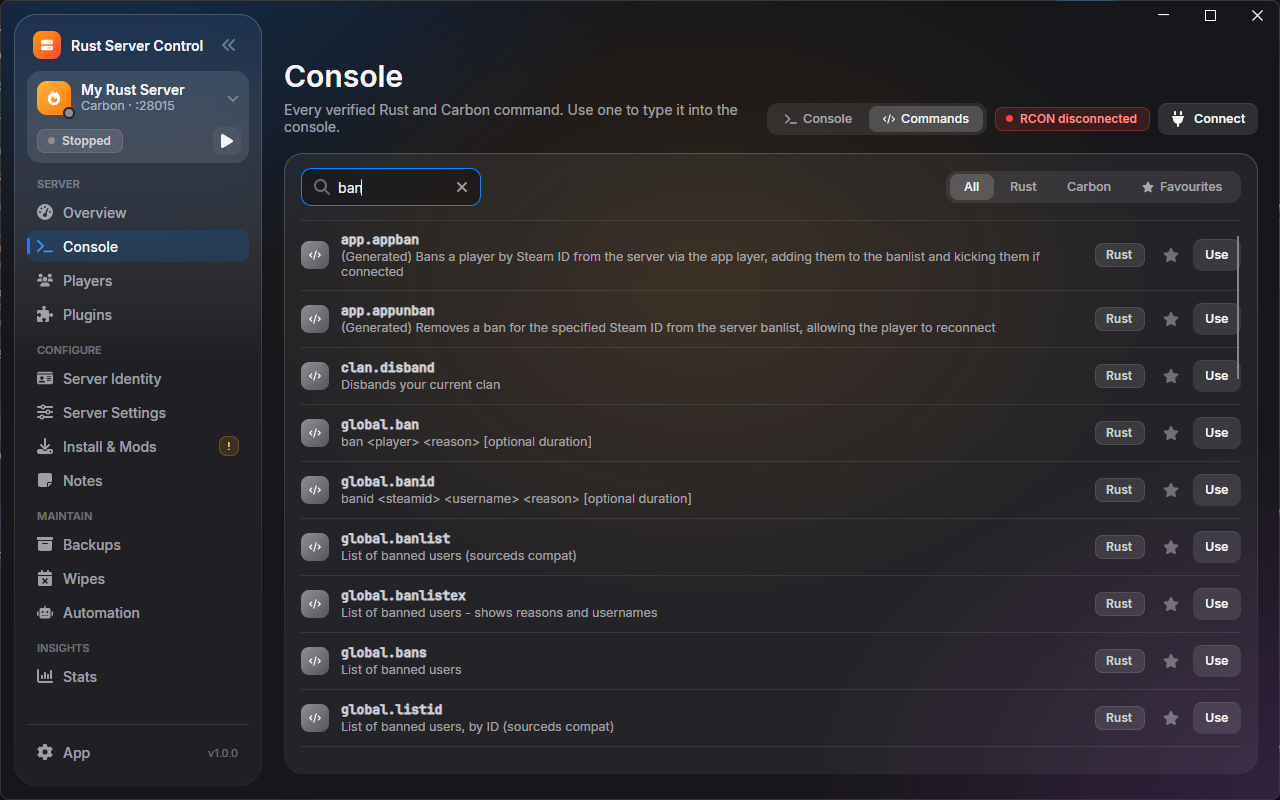 Rust Server Control
My Rust Server
Carbon · :28015
Stopped
SERVER
Overview
Console
Players
Plugins
CONFIGURE
Server Identity
Server Settings
Install & Mods
!
Notes
MAINTAIN
Backups
Wipes
Automation
INSIGHTS
Stats
App
v1.0.0
Console
Every verified Rust and Carbon command. Use one to type it into the
console.
Console
Commands
RCON disconnected
Connect
ban
All
Rust
Carbon
Favourites
app.appban
(Generated) Bans a player by Steam ID from the server via the app layer, adding them to the banlist and kicking them if
connected
Rust
Use
app.appunban
(Generated) Removes a ban for the specified Steam ID from the server banlist, allowing the player to reconnect
Rust
Use
clan.disband
Disbands your current clan
Rust
Use
global.ban
ban <player> <reason> [optional duration]
Rust
Use
global.banid
banid <steamid> <username> <reason> [optional duration]
Rust
Use
global.banlist
List of banned users (sourceds compat)
Rust
Use
global.banlistex
List of banned users - shows reasons and usernames
Rust
Use
global.bans
List of banned users
Rust
Use
global.listid
List of banned users, by ID (sourceds compat)
Rust
Use